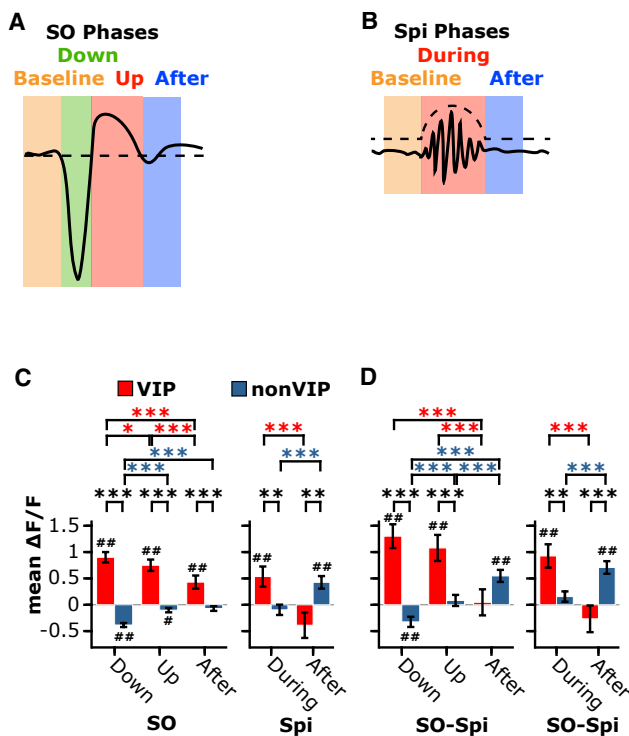 A
SO Phases
Down
Baseline Up After
B
Spi Phases
During
Baseline After
C
VIP
nonVIP
D
***
* ***
***
***
*** *** ***
***
***
** **
***
***
***
*** ***
*** ***
***
***
** ***
mean ΔF/F
1.5
1
0.5
0
-0.5
## ## ##
## #
## ##
## ## ##
##
## ##
Down Up After
During After
Down Up After
During After
SO Spi SO-Spi SO-Spi